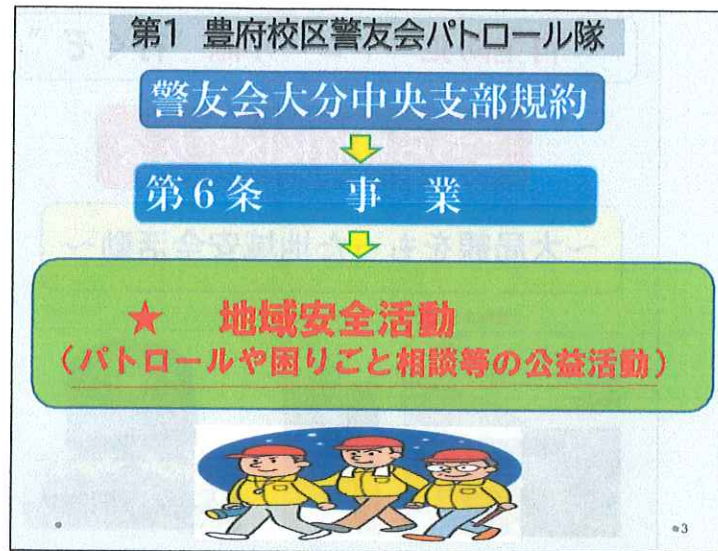 第1 豊府校区警友会パトロール隊
警友会大分中央支部規約
第6条 事 業
★ 地域安全活動
(パトロールや困りごと相談等の公益活動)
3